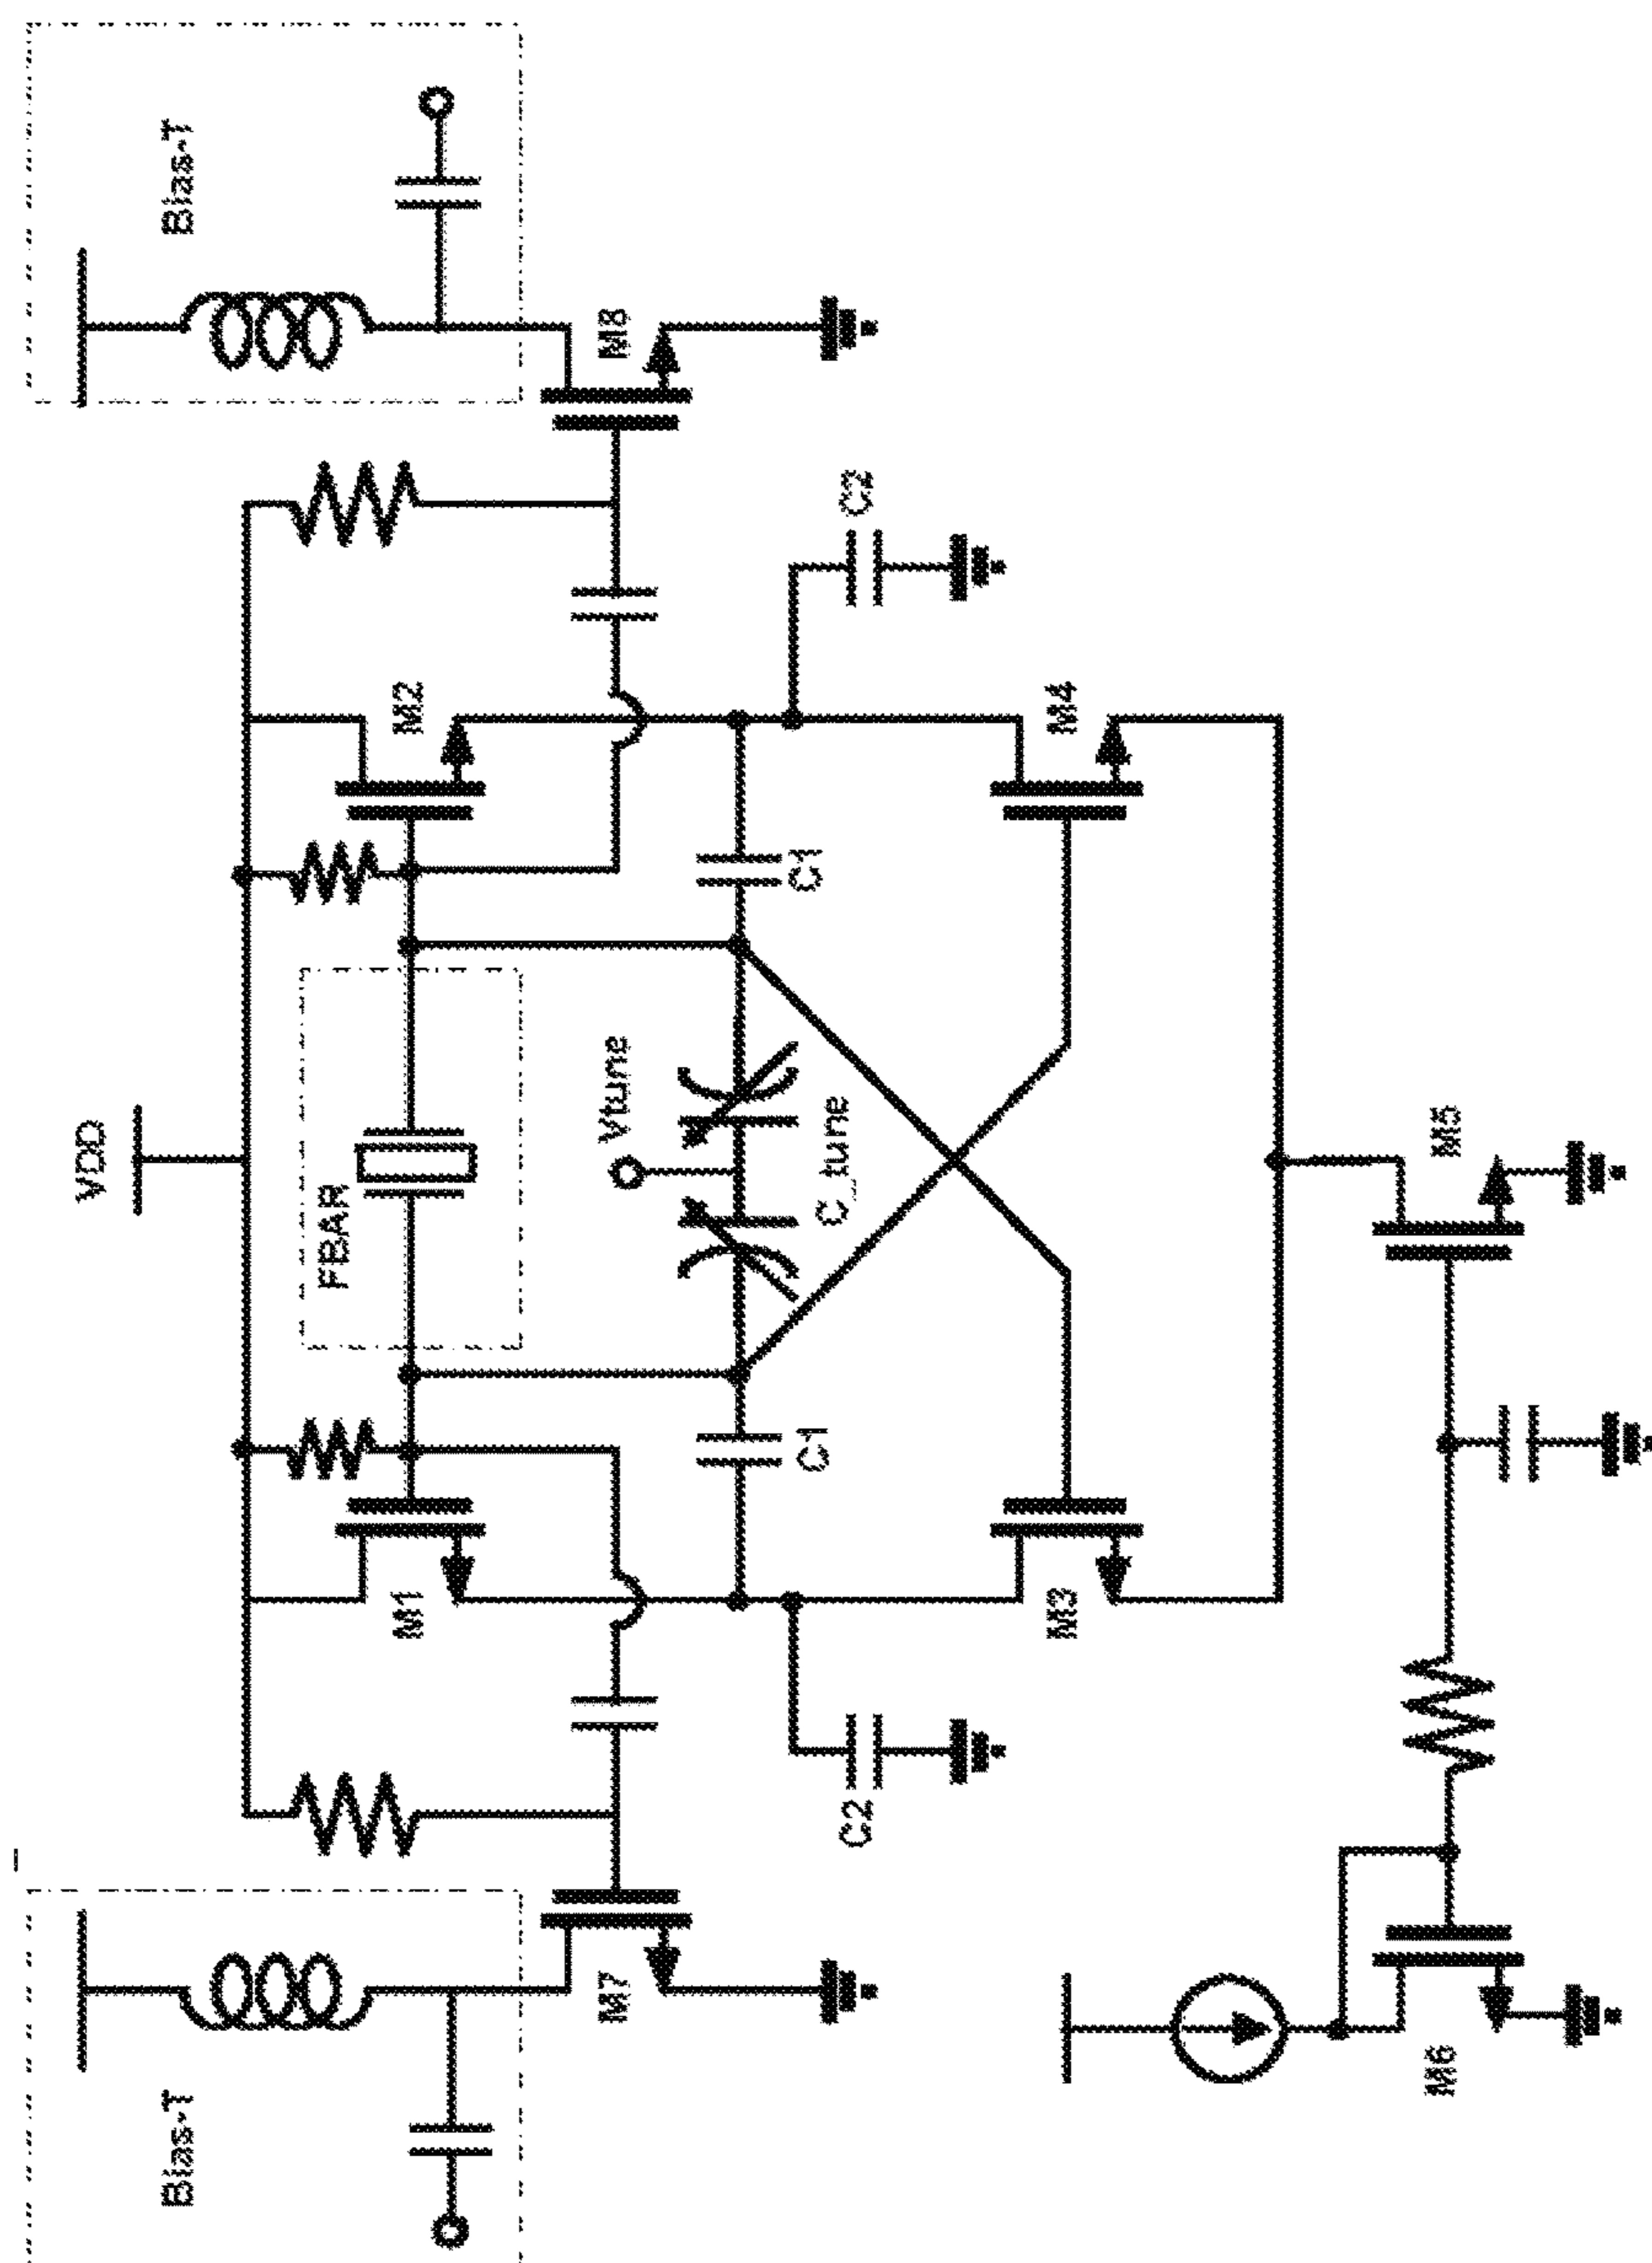 Bias-T
Bias-T
VDD
FBAR
M1
M2
M7
M8
Vtune
C_tune
C1
C1
C2
C2
M3
M4
M6
M5